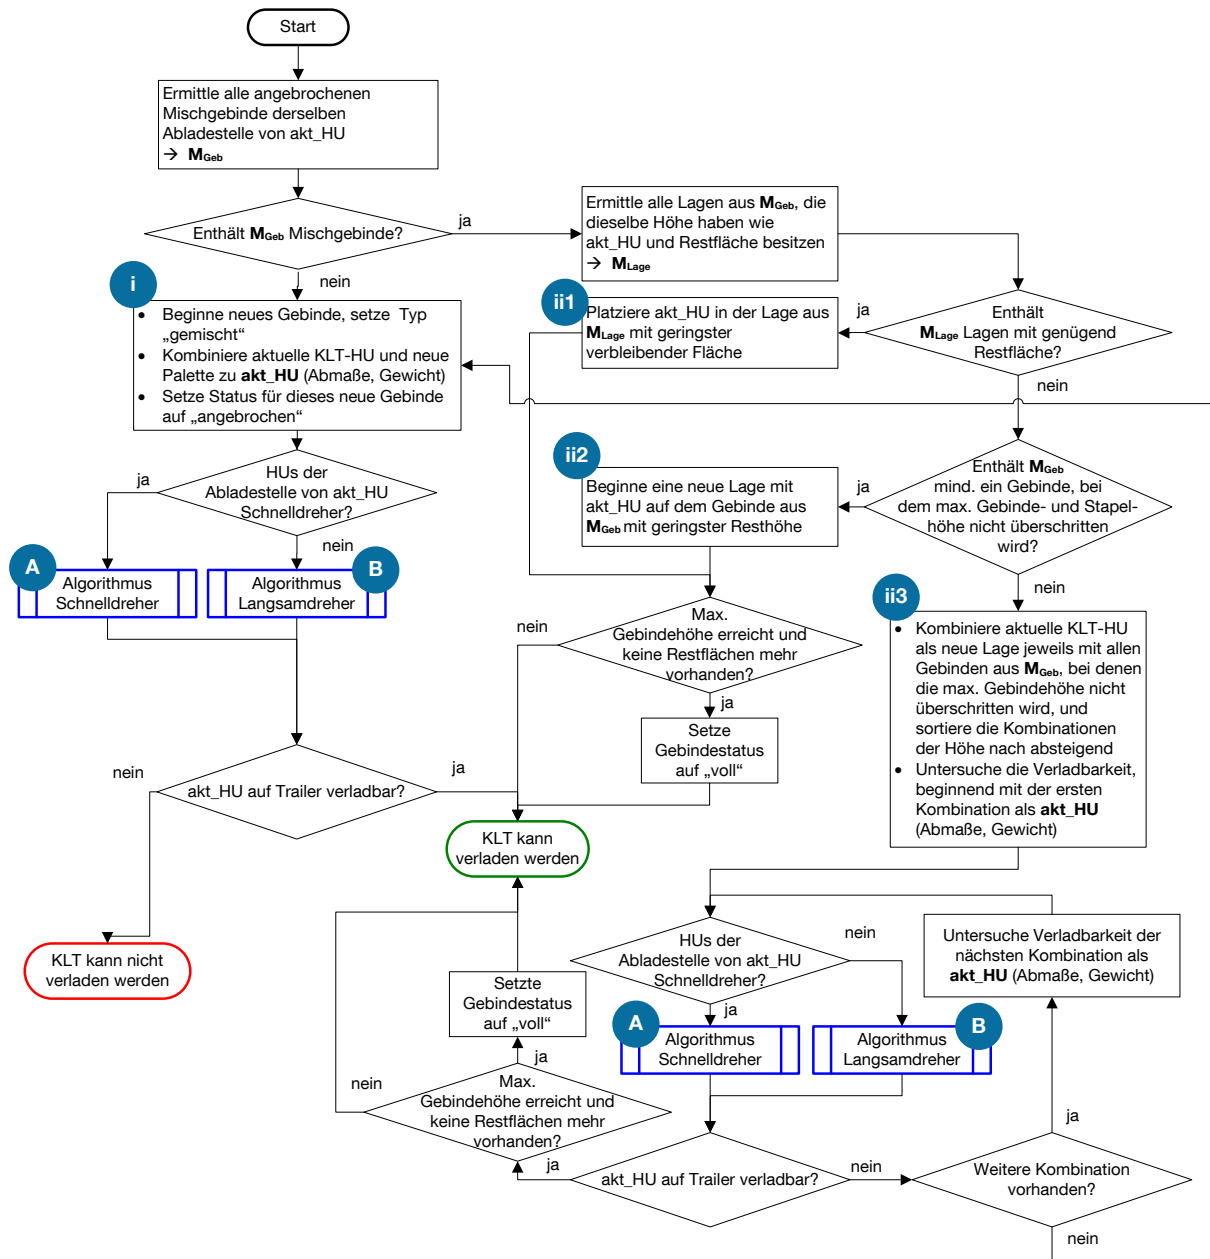 Start
Ermittle alle angebrochenen
Mischgebinde derselben
Abladestelle von akt_HU
→ MGeb
Enthält MGeb Mischgebinde?
ja
nein
Ermittle alle Lagen aus MGeb, die
dieselbe Höhe haben wie
akt_HU und Restfläche besitzen
→ MLage
i
• Beginne neues Gebinde, setze Typ
„gemischt“
• Kombiniere aktuelle KLT-HU und neue
Palette zu akt_HU (Abmaße, Gewicht)
• Setze Status für dieses neue Gebinde
auf „angebrochen“
ii1
Platziere akt_HU in der Lage aus
MLage mit geringster
verbleibender Fläche
ja
Enthält
MLage Lagen mit genügend
Restfläche?
nein
HUs der
Abladestelle von akt_HU
Schnelldreher?
ja
nein
ii2
Beginne eine neue Lage mit
akt_HU auf dem Gebinde aus
MGeb mit geringster Resthöhe
ja
Enthält MGeb
mind. ein Gebinde, bei
dem max. Gebinde- und Stapel-
höhe nicht überschritten
wird?
nein
A
Algorithmus
Schnelldreher
B
Algorithmus
Langsamdreher
nein
Max.
Gebindehöhe erreicht und
keine Restflächen mehr
vorhanden?
ja
Setze
Gebindestatus
auf „voll“
ii3
• Kombiniere aktuelle KLT-HU
als neue Lage jeweils mit allen
Gebinden aus MGeb, bei denen
die max. Gebindehöhe nicht
überschritten wird, und
sortiere die Kombinationen
der Höhe nach absteigend
• Untersuche die Verladbarkeit,
beginnend mit der ersten
Kombination als akt_HU
(Abmaße, Gewicht)
nein
akt_HU auf Trailer verladbar?
ja
KLT kann
verladen werden
KLT kann nicht
verladen werden
HUs der
Abladestelle von akt_HU
Schnelldreher?
nein
ja
Untersuche Verladbarkeit der
nächsten Kombination als
akt_HU (Abmaße, Gewicht)
Setzte
Gebindestatus
auf „voll“
A
Algorithmus
Schnelldreher
B
Algorithmus
Langsamdreher
ja
nein
Max.
Gebindehöhe erreicht und
keine Restflächen mehr
vorhanden?
ja
akt_HU auf Trailer verladbar?
nein
ja
Weitere Kombination
vorhanden?
nein